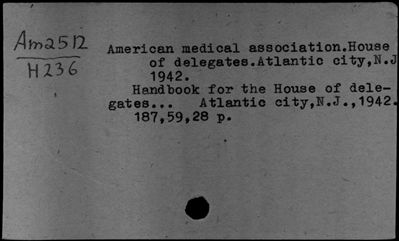 Am2512
H236
American medical association.House
of delegates.Atlantic city,N.J
1942.
Handbook for the House of dele-
gates... Atlantic city,N.J.,1942.
187,59,28 p.